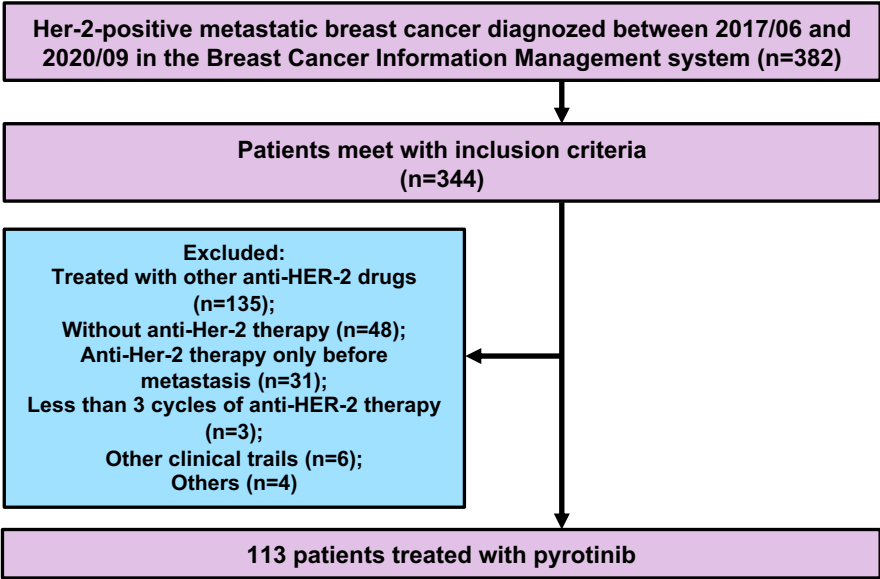 Her-2-positive metastatic breast cancer diagnozed between 2017/06 and
2020/09 in the Breast Cancer Information Management system (n=382)
Patients meet with inclusion criteria
(n=344)
Excluded:
Treated with other anti-HER-2 drugs
(n=135);
Without anti-Her-2 therapy (n=48);
Anti-Her-2 therapy only before
metastasis (n=31);
Less than 3 cycles of anti-HER-2 therapy
(n=3);
Other clinical trails (n=6);
Others (n=4)
113 patients treated with pyrotinib